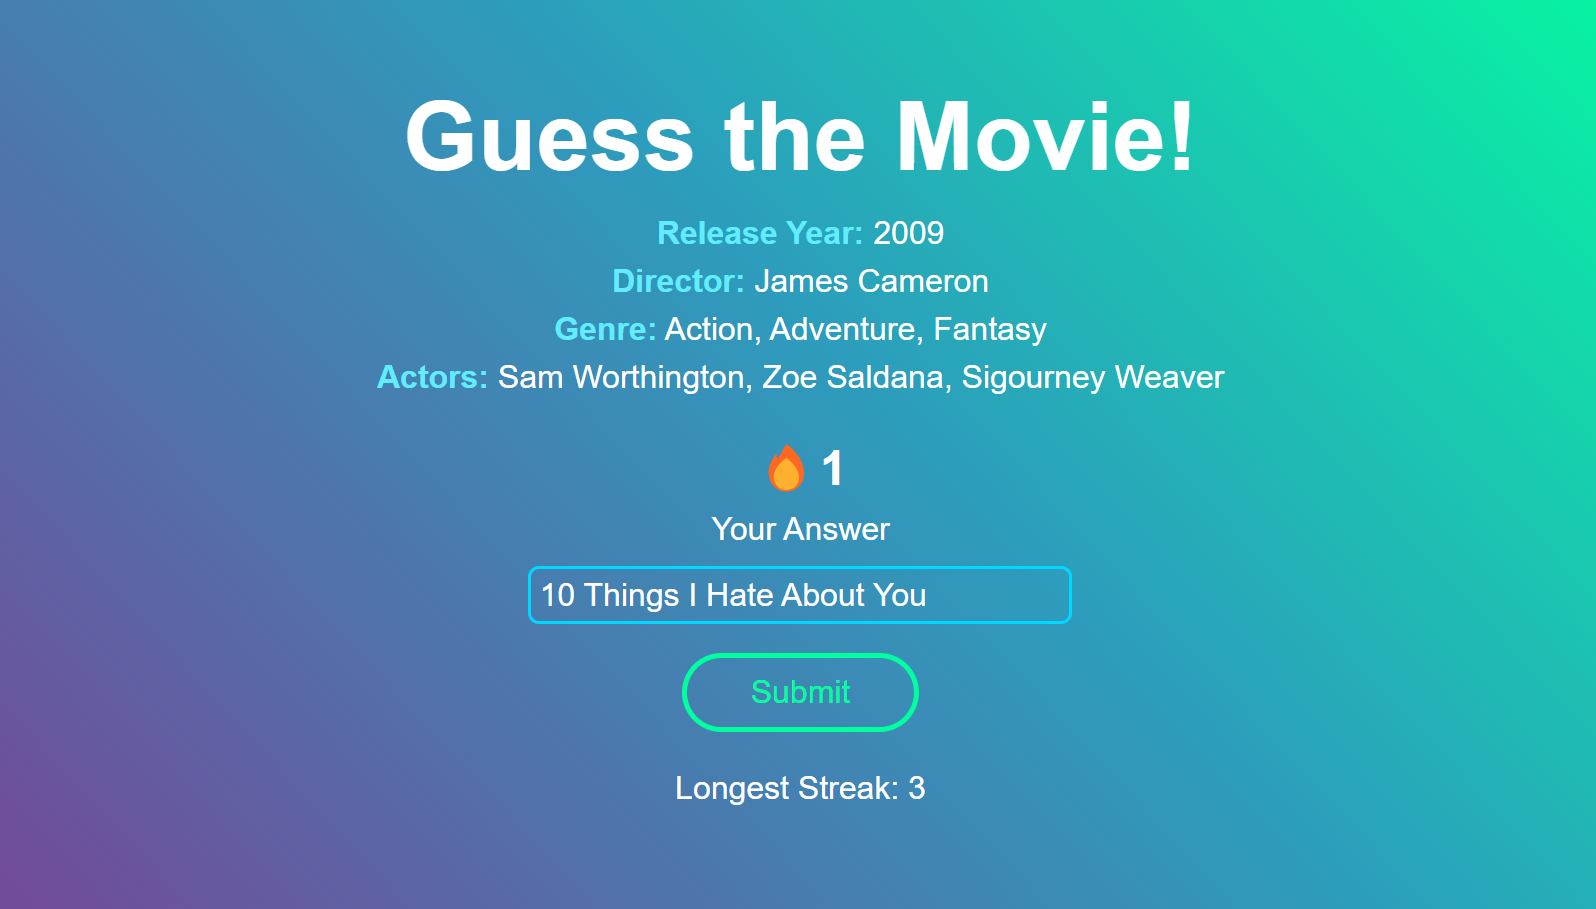 Guess the Movie!
Release Year: 2009
Director: James Cameron
Genre: Action, Adventure, Fantasy
Actors: Sam Worthington, Zoe Saldana, Sigourney Weaver
1
Your Answer
10 Things I Hate About You
Submit
Longest Streak: 3